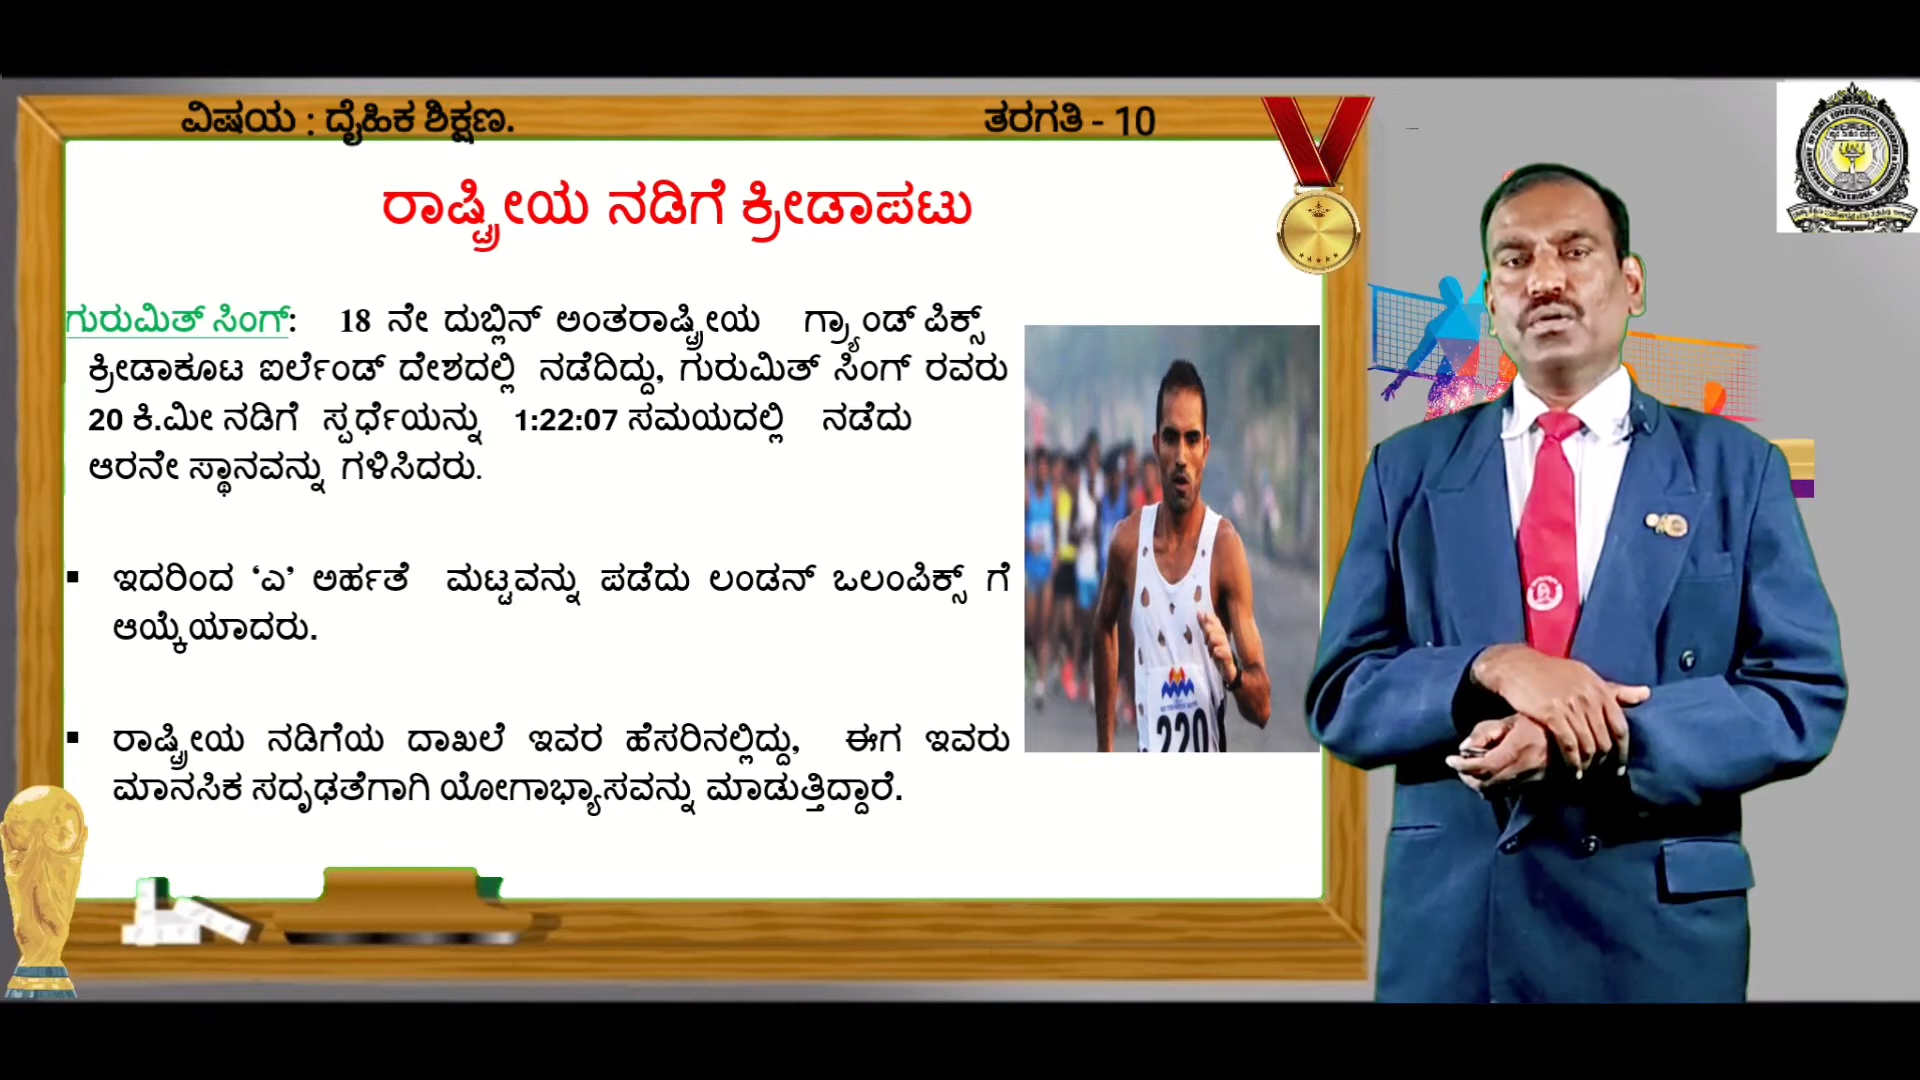 ವಿಷಯ : ದೈಹಿಕ ಶಿಕ್ಷಣ.
ತರಗತಿ - 10
ರಾಷ್ಟ್ರೀಯ ನಡಿಗೆ ಕ್ರೀಡಾಪಟು
ಗುರುಮಿತ್ ಸಿಂಗ್: 18 ನೇ ದುಬ್ಲಿನ್ ಅಂತರಾಷ್ಟ್ರೀಯ ಗ್ರ್ಯಾಂಡ್ ಪಿಕ್ಸ್
ಕ್ರೀಡಾಕೂಟ ಐರ್ಲೆಂಡ್ ದೇಶದಲ್ಲಿ ನಡೆದಿದ್ದು, ಗುರುಮಿತ್ ಸಿಂಗ್ ರವರು
20 ಕಿ.ಮೀ ನಡಿಗೆ ಸ್ಪರ್ಧೆಯನ್ನು 1:22:07 ಸಮಯದಲ್ಲಿ ನಡೆದು
ಆರನೇ ಸ್ಥಾನವನ್ನು ಗಳಿಸಿದರು.
▪ ಇದರಿಂದ ‘ಎ’ ಅರ್ಹತೆ ಮಟ್ಟವನ್ನು ಪಡೆದು ಲಂಡನ್ ಒಲಂಪಿಕ್ಸ್ ಗೆ
ಆಯ್ಕೆಯಾದರು.
▪ ರಾಷ್ಟ್ರೀಯ ನಡಿಗೆಯ ದಾಖಲೆ ಇವರ ಹೆಸರಿನಲ್ಲಿದ್ದು, ಈಗ ಇವರು
ಮಾನಸಿಕ ಸದೃಢತೆಗಾಗಿ ಯೋಗಾಭ್ಯಾಸವನ್ನು ಮಾಡುತ್ತಿದ್ದಾರೆ.
220